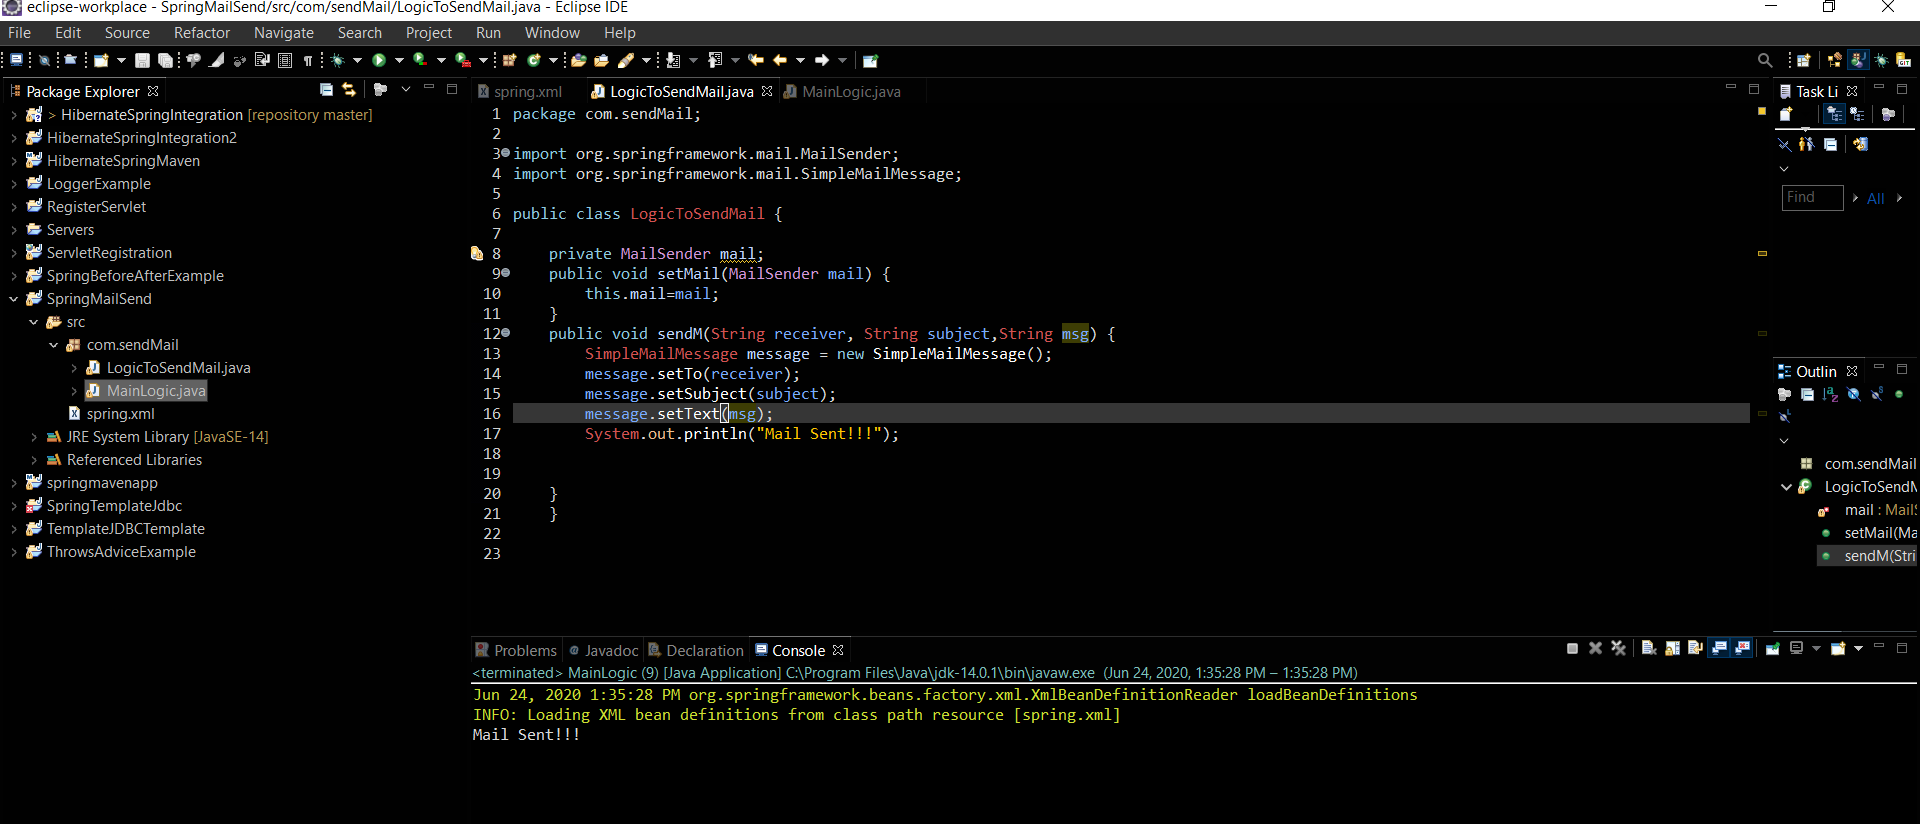 eclipse-workplace - SpringMailSend/src/com/sendMail/LogicToSendMail.java - Eclipse IDE
File Edit Source Refactor Navigate Search Project Run Window Help
Package Explorer
> HibernateSpringIntegration [repository master]
HibernateSpringIntegration2
HibernateSpringMaven
LoggerExample
RegisterServlet
Servers
ServletRegistration
SpringBeforeAfterExample
SpringMailSend
src
com.sendMail
LogicToSendMail.java
MainLogic.java
spring.xml
JRE System Library [JavaSE-14]
Referenced Libraries
springmavenapp
SpringTemplateJdbc
TemplateJDBCTemplate
ThrowsAdviceExample
spring.xml LogicToSendMail.java MainLogic.java
1 package com.sendMail;
2
3 import org.springframework.mail.MailSender;
4 import org.springframework.mail.SimpleMailMessage;
5
6 public class LogicToSendMail {
7
8 private MailSender mail;
9 public void setMail(MailSender mail) {
10 this.mail=mail;
11 }
12 public void sendM(String receiver, String subject,String msg) {
13 SimpleMailMessage message = new SimpleMailMessage();
14 message.setTo(receiver);
15 message.setSubject(subject);
16 message.setText(msg);
17 System.out.println("Mail Sent!!!");
18
19
20 }
21 }
22
23
Task Li
Find All
Outlin
com.sendMail
LogicToSendM
mail : MailS
setMail(Ma
sendM(Stri
Problems Javadoc Declaration Console
<terminated> MainLogic (9) [Java Application] C:\Program Files\Java\jdk-14.0.1\bin\javaw.exe (Jun 24, 2020, 1:35:28 PM – 1:35:28 PM)
Jun 24, 2020 1:35:28 PM org.springframework.beans.factory.xml.XmlBeanDefinitionReader loadBeanDefinitions
INFO: Loading XML bean definitions from class path resource [spring.xml]
Mail Sent!!!